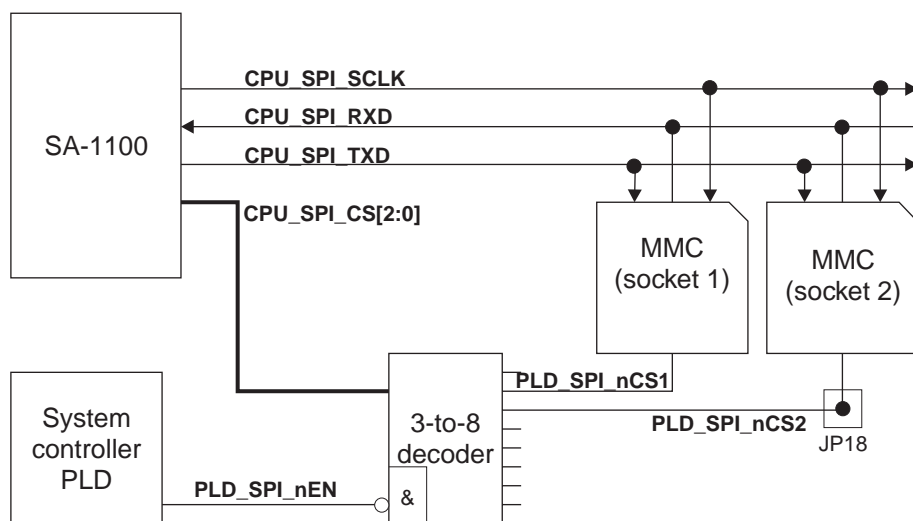 CPU_SPI_SCLK
CPU_SPI_RXD
SA-1100
CPU_SPI_TXD
CPU_SPI_CS[2:0]
MMC
(socket 1)
MMC
(socket 2)
PLD_SPI_nCS1
System
controller
PLD
3-to-8
decoder
PLD_SPI_nCS2
JP18
PLD_SPI_nEN
&